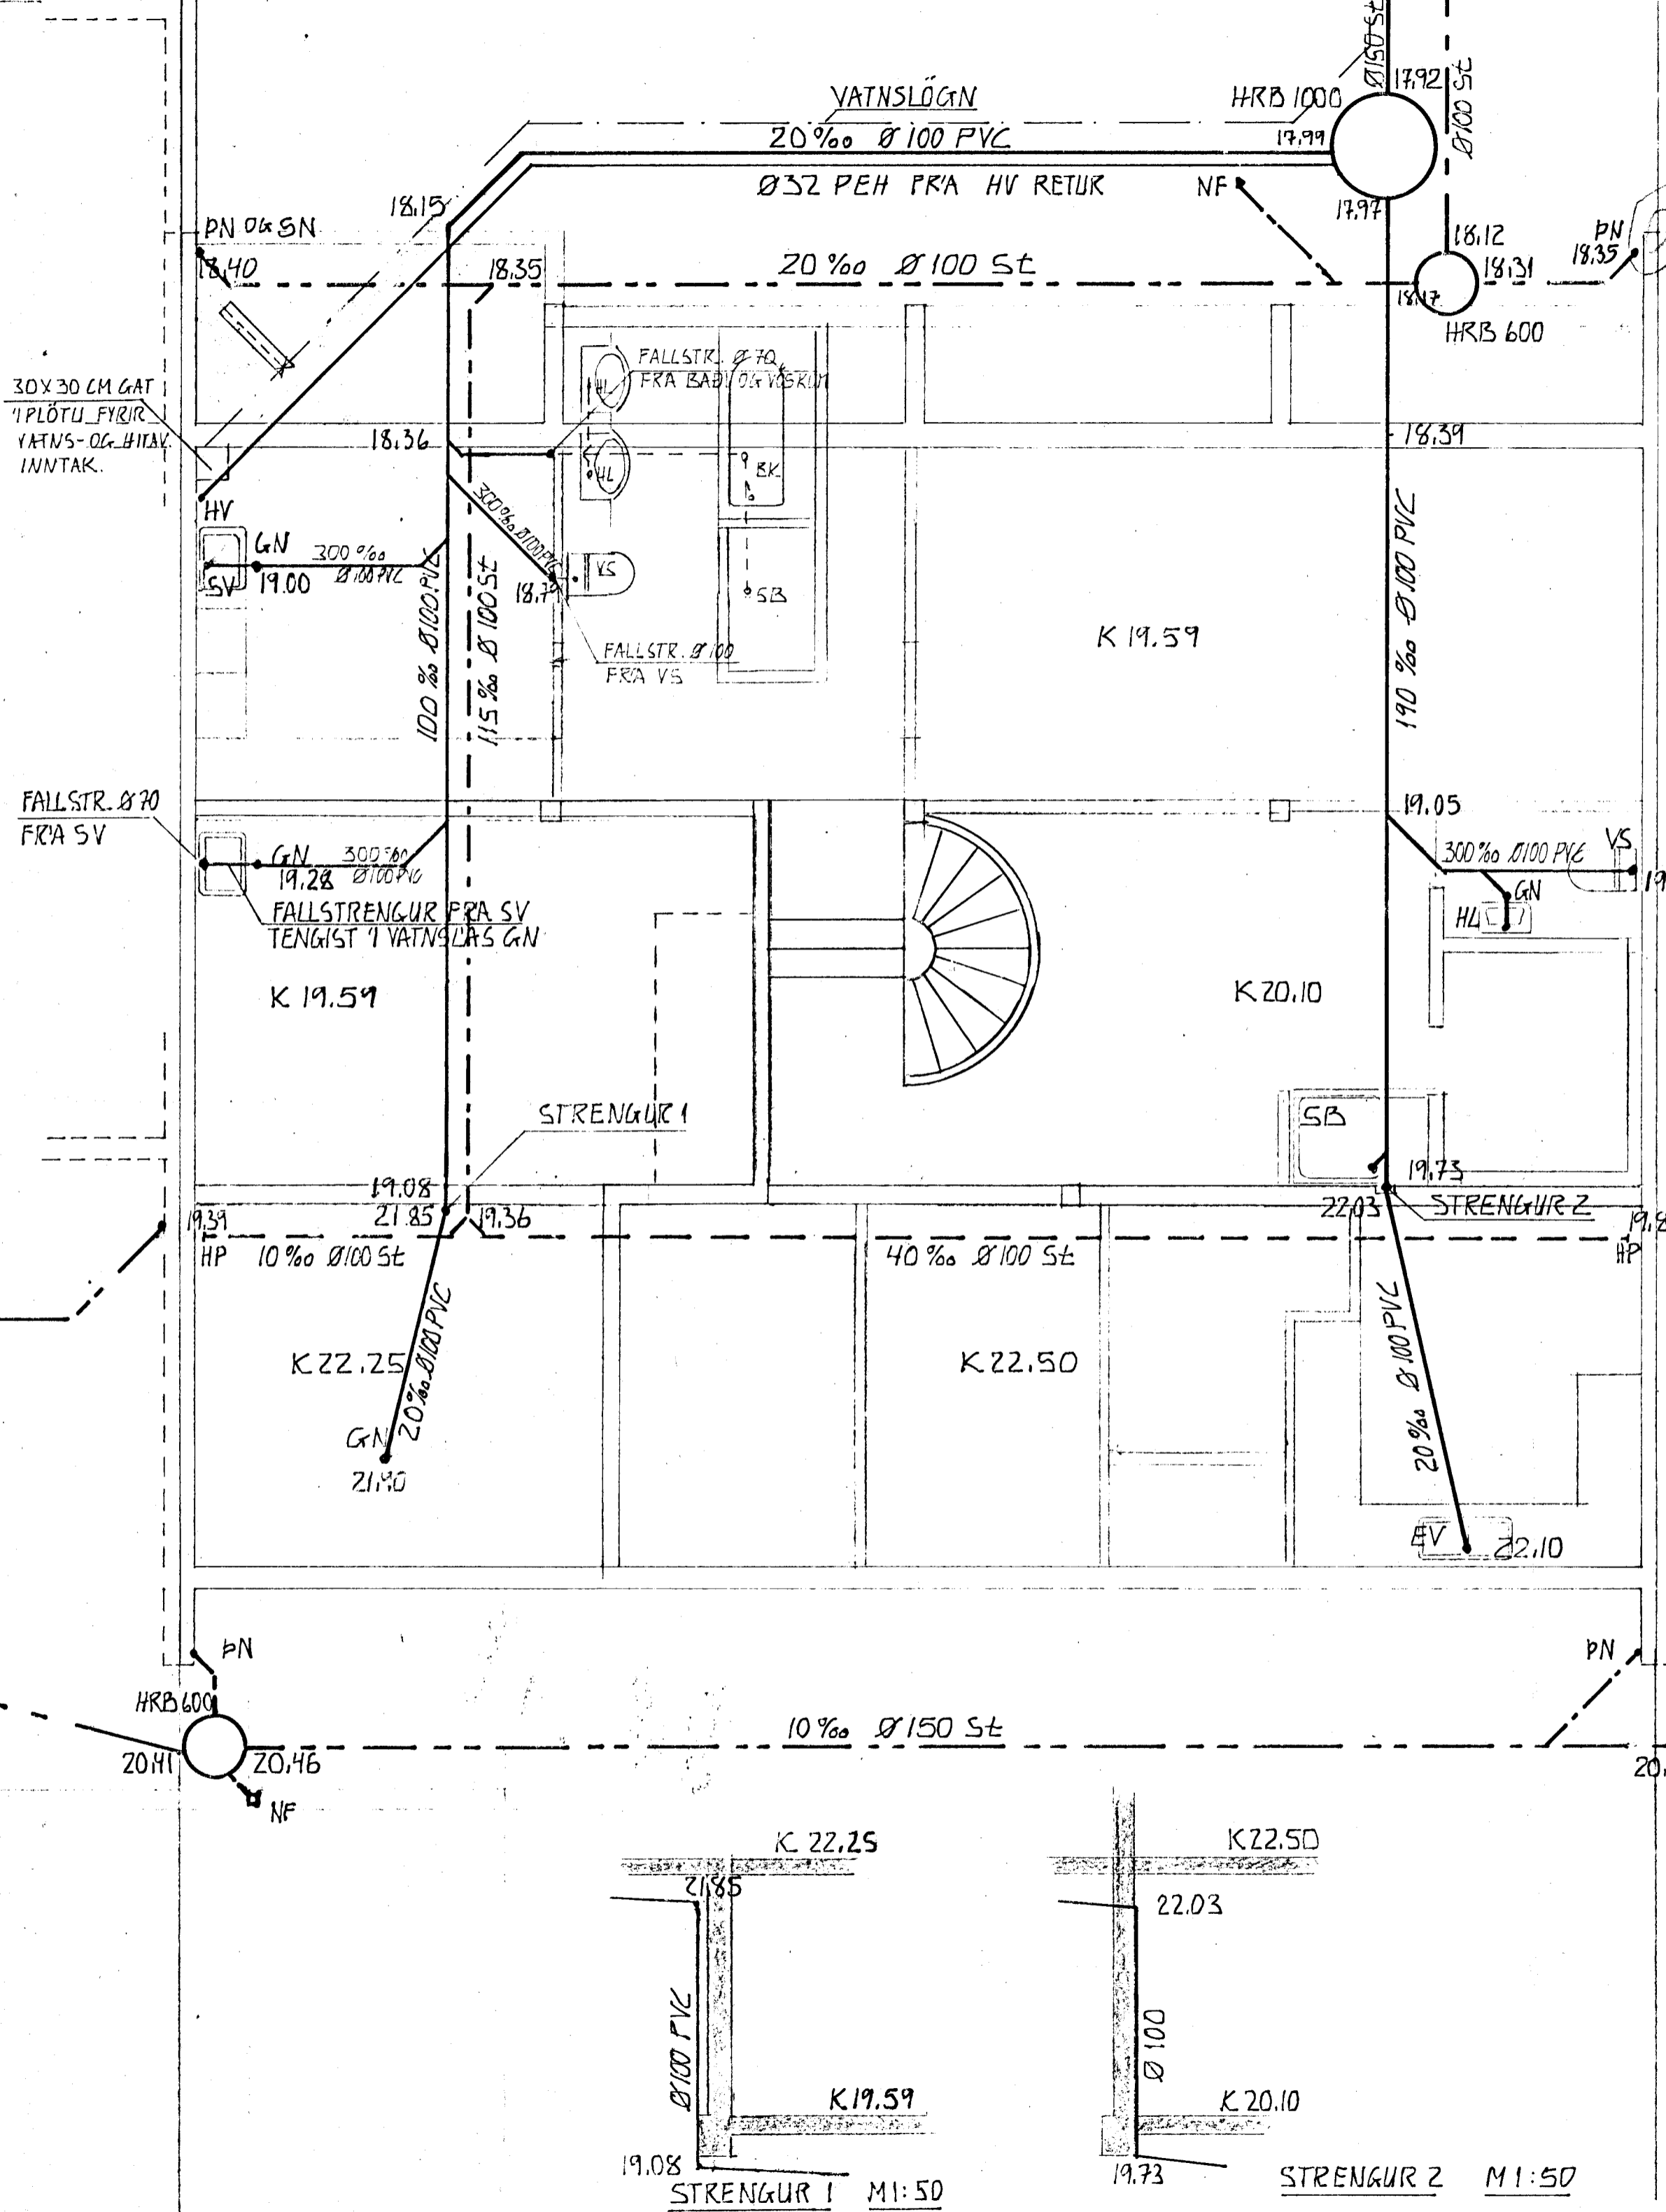 Ø150 St
17.92
Ø100 St
VATNSLÖGN
HRB 1000
20‰ Ø100 PVC
17.99
Ø32 PEH FRÁ HV RETUR
NF
17.97
18.15
PN OG SN
18.40
18.35
20‰ Ø100 St
18.12
18.31
18.17
HRB 600
PN
18.35
30X30 CM GAT
Í PLÖTU FYRIR
VATNS- OG HITAV.
INNTAK.
FALLSTR. Ø70
FRÁ BAÐI OG VÖSKUM
HL
HL
BK
18.36
18.39
HV
GN
SV
19.00
300‰
Ø100 PVC
300‰ Ø100 PVC
VS
SB
FALLSTR. Ø100
FRÁ VS
100‰ Ø100 PVC
115‰ Ø100 St
K 19.59
190‰ Ø100 PVC
FALLSTR. Ø70
FRÁ SV
GN
19.28
300‰
Ø100 PVC
FALLSTRENGUR FRÁ SV
TENGIST Í VATNSLÁS GN
19.05
300‰ Ø100 PVC
VS
GN
HL
K 19.59
K 20.10
STRENGUR 1
SB
19.73
19.08
21.85
19.36
22.03
STRENGUR 2
19.39
HP
10‰ Ø100 St
40‰ Ø100 St
HP
20‰ Ø100 PVC
K 22.25
K 22.50
20‰ Ø100 PVC
GN
21.90
EV
22.10
ÞN
ÞN
HRB 600
10‰ Ø150 St
20.41
20.46
NF
K 22.25
21.85
Ø100 PVC
K 19.59
19.08
STRENGUR 1 M 1:50
K 22.50
22.03
Ø 100
K 20.10
19.73
STRENGUR 2 M 1:50